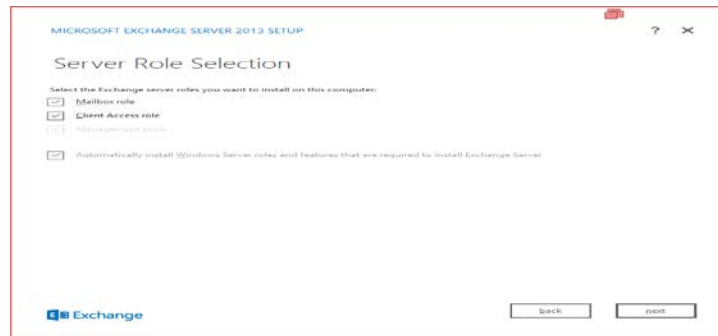 MICROSOFT EXCHANGE SERVER 2013 SETUP
? ×
Server Role Selection
Select the Exchange server roles you want to install on this computer:
Mailbox role
Client Access role
Management tools
Automatically install Windows Server roles and features that are required to install Exchange Server
Exchange
back
next